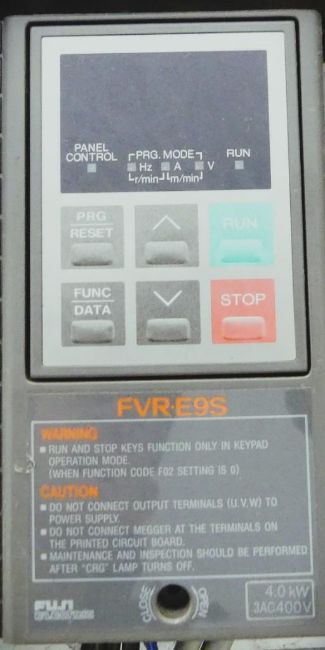 PANEL
CONTROL
PRG. MODE
RUN
Hz A V
r/min m/min
PRG
RESET
RUN
FUNC
DATA
STOP
FVR·E9S
WARNING
■ RUN AND STOP KEYS FUNCTION ONLY IN KEYPAD
OPERATION MODE.
(WHEN FUNCTION CODE F02 SETTING IS 0)
CAUTION
■ DO NOT CONNECT OUTPUT TERMINALS (U.V.W) TO
POWER SUPPLY.
■ DO NOT CONNECT MEGGER AT THE TERMINALS ON
THE PRINTED CIRCUIT BOARD.
■ MAINTENANCE AND INSPECTION SHOULD BE PERFORMED
AFTER "CRG" LAMP TURNS OFF.
FUJI
ELECTRIC
CLOSE
OPEN
4.0 kW
3AC400V